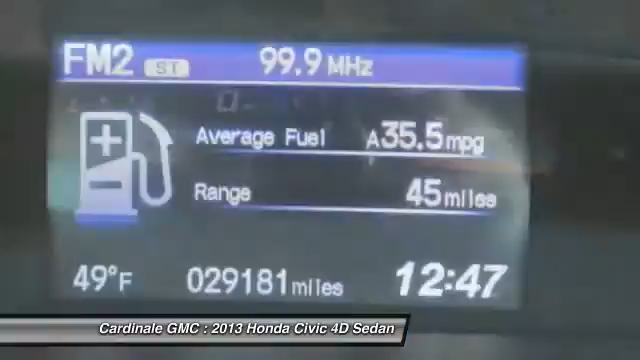 FM2 ST 99.9 MHz
Average Fuel A35.5mpg
Range 45miles
49°F 029181miles 12:47
Cardinale GMC : 2013 Honda Civic 4D Sedan